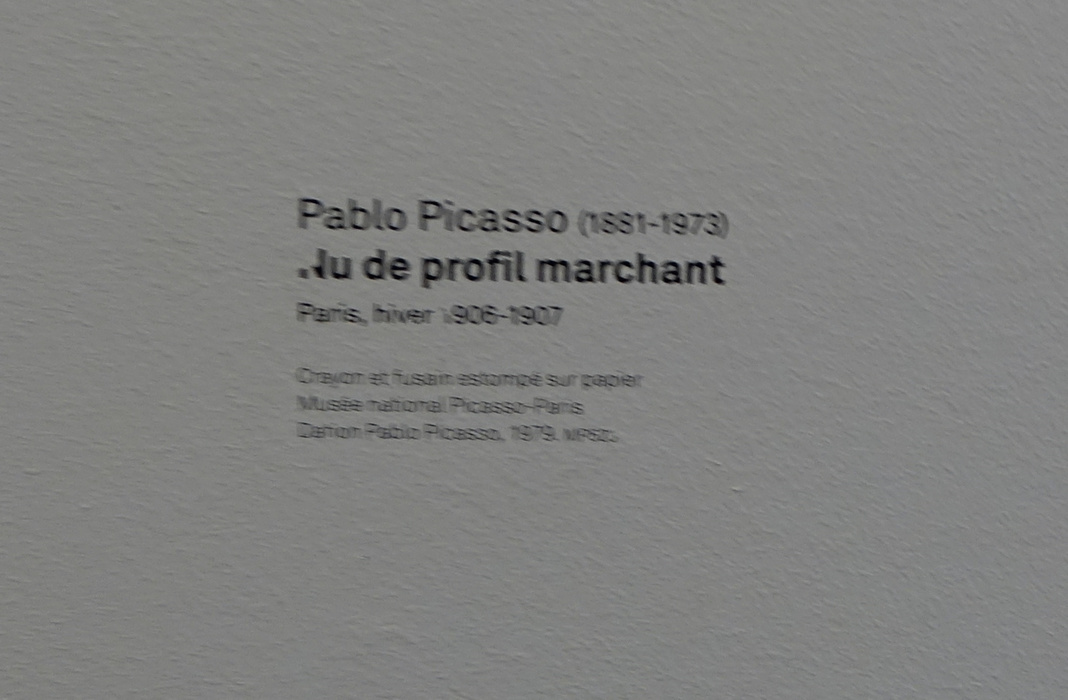 Pablo Picasso (1881-1973)
Nu de profil marchant
Paris, hiver 1906-1907
Crayon et fusain estompé sur papier
Musée national Picasso-Paris
Dation Pablo Picasso, 1979.